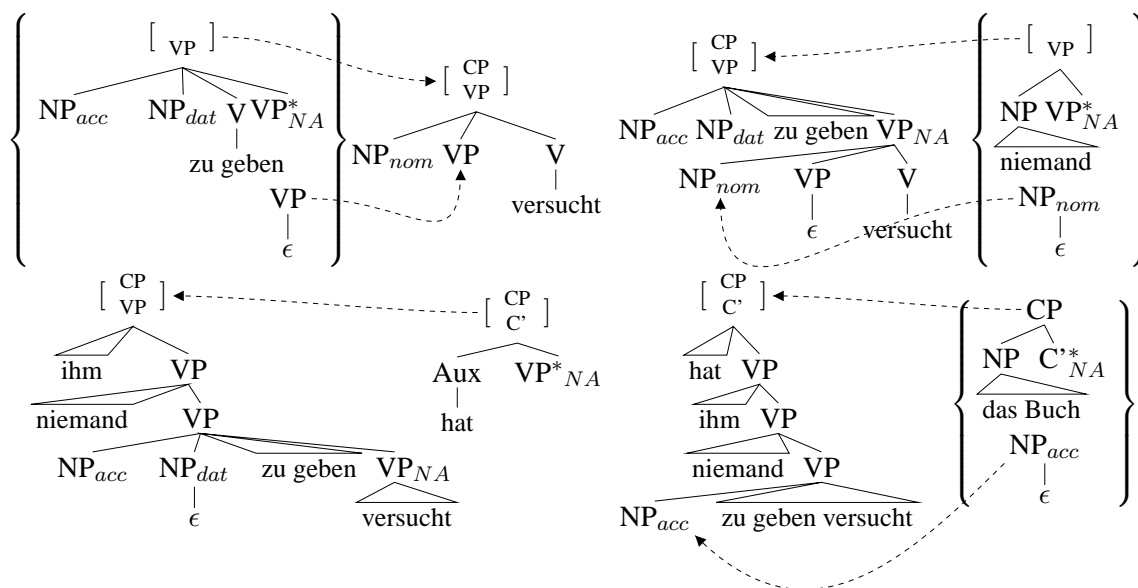 [ VP ]
NP_acc NP_dat V VP*_NA
zu geben
VP
ϵ
[ CP VP ]
NP_nom VP V
versucht
[ CP VP ]
NP_acc NP_dat zu geben VP_NA
NP_nom VP V
ϵ versucht
[ VP ]
NP VP*_NA
niemand
NP_nom
ϵ
[ CP VP ]
ihm VP
niemand VP
NP_acc NP_dat zu geben VP_NA
ϵ versucht
[ CP C' ]
Aux VP*_NA
hat
[ CP C' ]
hat VP
ihm VP
niemand VP
NP_acc zu geben versucht
CP
NP C'*_NA
das Buch
NP_acc
ϵ